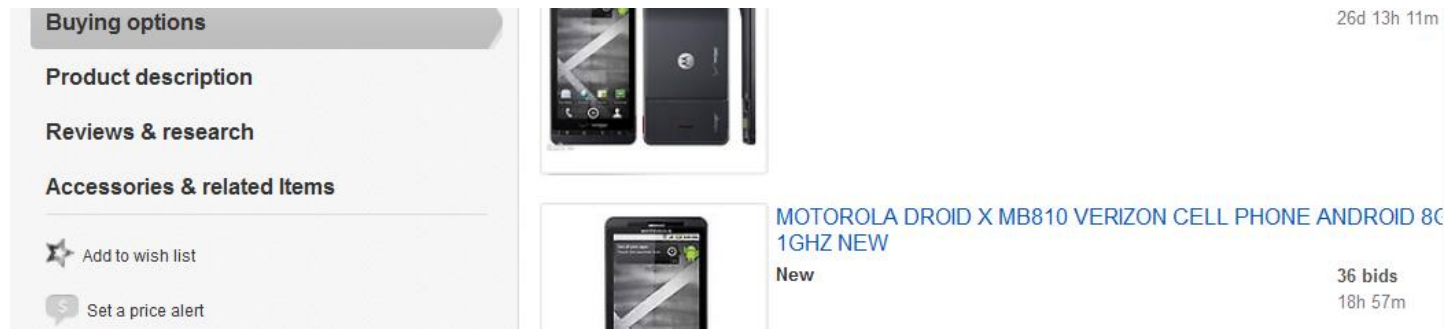 Buying options
Product description
Reviews & research
Accessories & related Items
Add to wish list
Set a price alert
26d 13h 11m
MOTOROLA DROID X MB810 VERIZON CELL PHONE ANDROID 8G
1GHZ NEW
New
36 bids
18h 57m